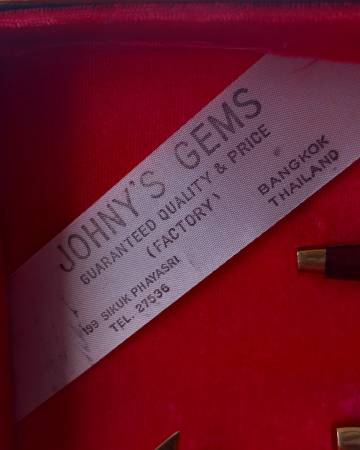 JOHNY'S GEMS
GUARANTEED QUALITY & PRICE
(FACTORY)
199 SIKUK PHAYASRI
TEL. 27536
BANGKOK
THAILAND